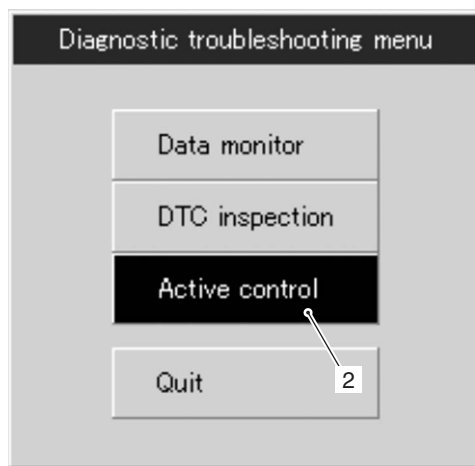 Diagnostic troubleshooting menu
Data monitor
DTC inspection
Active control
2
Quit